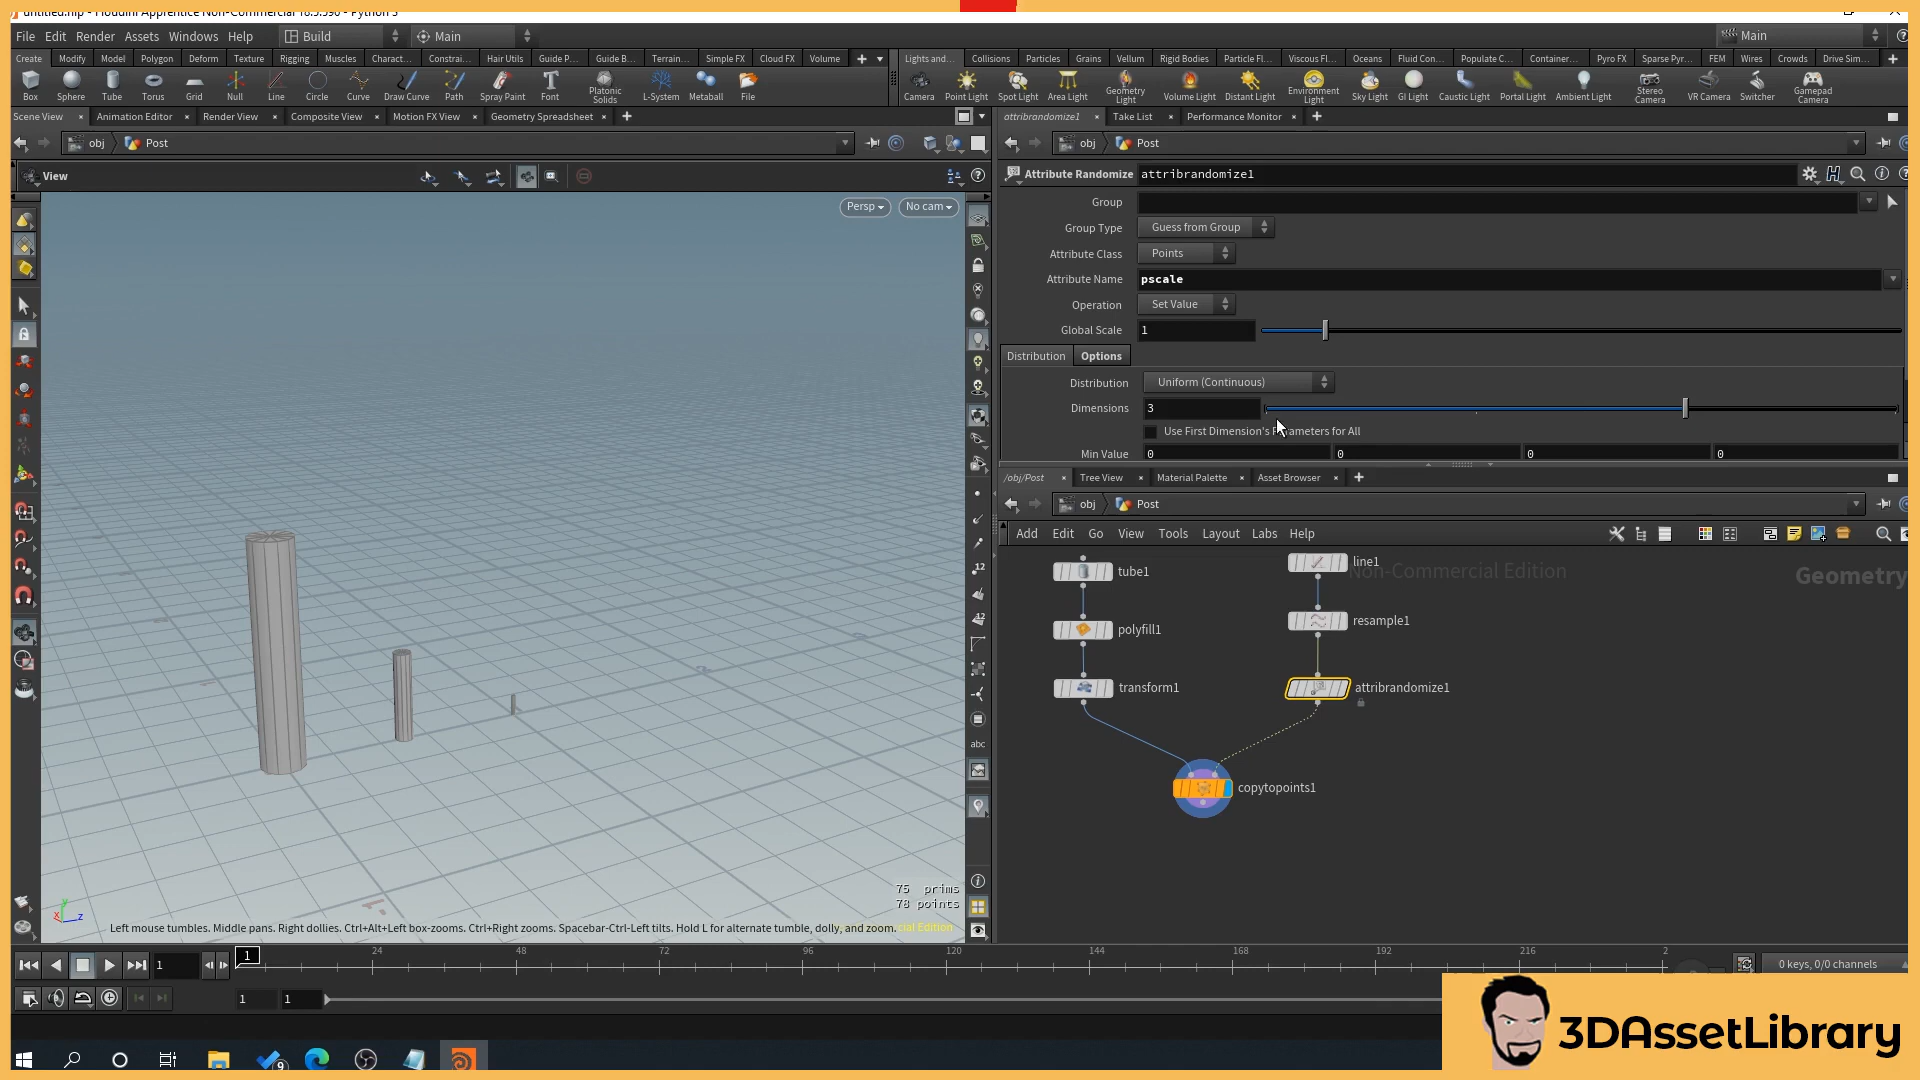 untitled.hip - Houdini Apprentice Non-Commercial 18.5.596 - Python 3
File Edit Render Assets Windows Help Build Main Main
Create Modify Model Polygon Deform Texture Rigging Muscles Charact... Constrai... Hair Utils Guide P... Guide B... Terrain... Simple FX Cloud FX Volume
Lights and... Collisions Particles Grains Vellum Rigid Bodies Particle Fl... Viscous Fl... Oceans Fluid Con... Populate C... Container... Pyro FX Sparse Pyr... FEM Wires Crowds Drive Sim...
Box Sphere Tube Torus Grid Null Line Circle Curve Draw Curve Path Spray Paint Font Platonic Solids L-System Metaball File
Camera Point Light Spot Light Area Light Geometry Light Volume Light Distant Light Environment Light Sky Light GI Light Caustic Light Portal Light Ambient Light Stereo Camera VR Camera Switcher Gamepad Camera
Scene View Animation Editor Render View Composite View Motion FX View Geometry Spreadsheet
attribrandomize1 Take List Performance Monitor
obj Post
obj Post
View
Attribute Randomize attribrandomize1
Persp No cam
Group
Group Type Guess from Group
Attribute Class Points
Attribute Name pscale
Operation Set Value
Global Scale 1
Distribution Options
Distribution Uniform (Continuous)
Dimensions 3
Use First Dimension's Parameters for All
Min Value 0 0 0 0
/obj/Post Tree View Material Palette Asset Browser
obj Post
Add Edit Go View Tools Layout Labs Help
Non-Commercial Edition
Geometry
tube1 line1
polyfill1 resample1
transform1 attribrandomize1
copytopoints1
abc
75 prims
78 points
Left mouse tumbles. Middle pans. Right dollies. Ctrl+Alt+Left box-zooms. Ctrl+Right zooms. Spacebar-Ctrl-Left tilts. Hold L for alternate tumble, dolly, and zoom.
1 1 24 48 72 96 120 144 168 192 216 2
0 keys, 0/0 channels
1 1
3DAssetLibrary